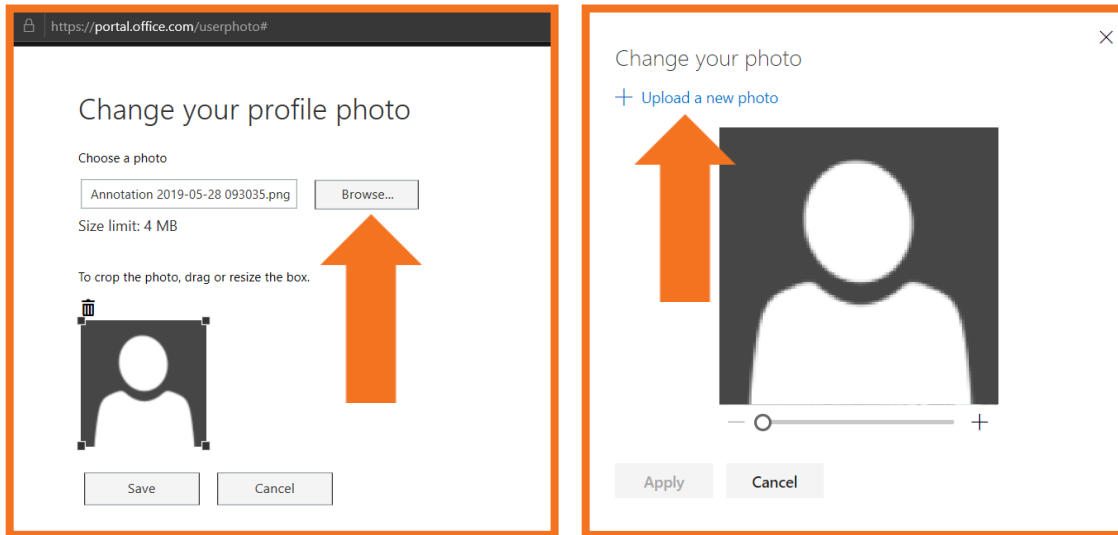 https://portal.office.com/userphoto#
Change your profile photo
Choose a photo
Annotation 2019-05-28 093035.png
Browse...
Size limit: 4 MB
To crop the photo, drag or resize the box.
Save
Cancel
Change your photo
+ Upload a new photo
Apply
Cancel